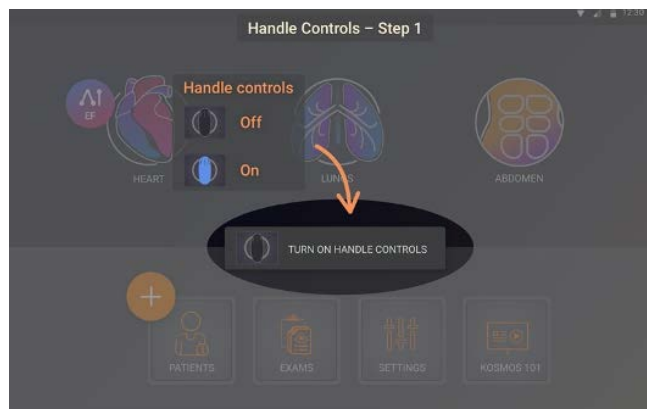 12:30
Handle Controls – Step 1
Handle controls
Off
On
AI
EF
HEART
LUNGS
ABDOMEN
TURN ON HANDLE CONTROLS
PATIENTS
EXAMS
SETTINGS
KOSMOS 101